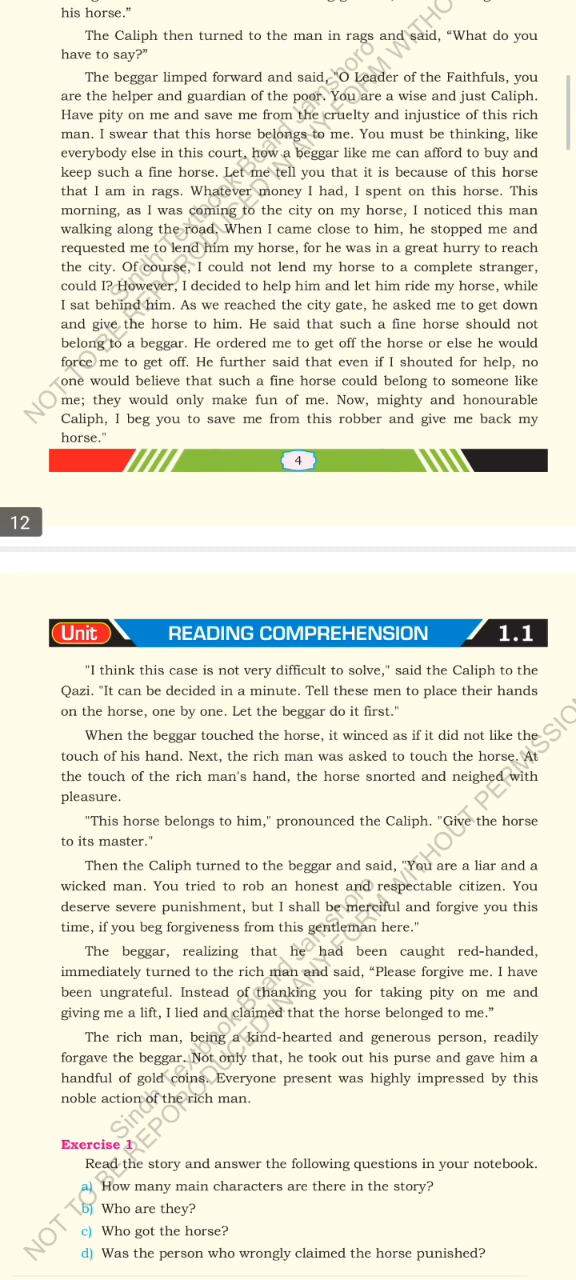 his horse.”
The Caliph then turned to the man in rags and said, “What do you
have to say?”
The beggar limped forward and said, "O Leader of the Faithfuls, you
are the helper and guardian of the poor. You are a wise and just Caliph.
Have pity on me and save me from the cruelty and injustice of this rich
man. I swear that this horse belongs to me. You must be thinking, like
everybody else in this court, how a beggar like me can afford to buy and
keep such a fine horse. Let me tell you that it is because of this horse
that I am in rags. Whatever money I had, I spent on this horse. This
morning, as I was coming to the city on my horse, I noticed this man
walking along the road. When I came close to him, he stopped me and
requested me to lend him my horse, for he was in a great hurry to reach
the city. Of course, I could not lend my horse to a complete stranger,
could I? However, I decided to help him and let him ride my horse, while
I sat behind him. As we reached the city gate, he asked me to get down
and give the horse to him. He said that such a fine horse should not
belong to a beggar. He ordered me to get off the horse or else he would
force me to get off. He further said that even if I shouted for help, no
one would believe that such a fine horse could belong to someone like
me; they would only make fun of me. Now, mighty and honourable
Caliph, I beg you to save me from this robber and give me back my
horse."
4
12
Unit READING COMPREHENSION 1.1
"I think this case is not very difficult to solve," said the Caliph to the
Qazi. "It can be decided in a minute. Tell these men to place their hands
on the horse, one by one. Let the beggar do it first."
When the beggar touched the horse, it winced as if it did not like the
touch of his hand. Next, the rich man was asked to touch the horse. At
the touch of the rich man's hand, the horse snorted and neighed with
pleasure.
"This horse belongs to him," pronounced the Caliph. "Give the horse
to its master."
Then the Caliph turned to the beggar and said, "You are a liar and a
wicked man. You tried to rob an honest and respectable citizen. You
deserve severe punishment, but I shall be merciful and forgive you this
time, if you beg forgiveness from this gentleman here."
The beggar, realizing that he had been caught red-handed,
immediately turned to the rich man and said, “Please forgive me. I have
been ungrateful. Instead of thanking you for taking pity on me and
giving me a lift, I lied and claimed that the horse belonged to me.”
The rich man, being a kind-hearted and generous person, readily
forgave the beggar. Not only that, he took out his purse and gave him a
handful of gold coins. Everyone present was highly impressed by this
noble action of the rich man.
Exercise 1
Read the story and answer the following questions in your notebook.
a) How many main characters are there in the story?
b) Who are they?
c) Who got the horse?
d) Was the person who wrongly claimed the horse punished?
Sindh Textbook Board Jamshoro
NOT TO BE REPORODUCED IN ANY FORM WITHO
Sindh Textbook Board Jamshoro
NOT TO BE REPORODUCED IN ANY FORM WITHOUT PERMISSIO